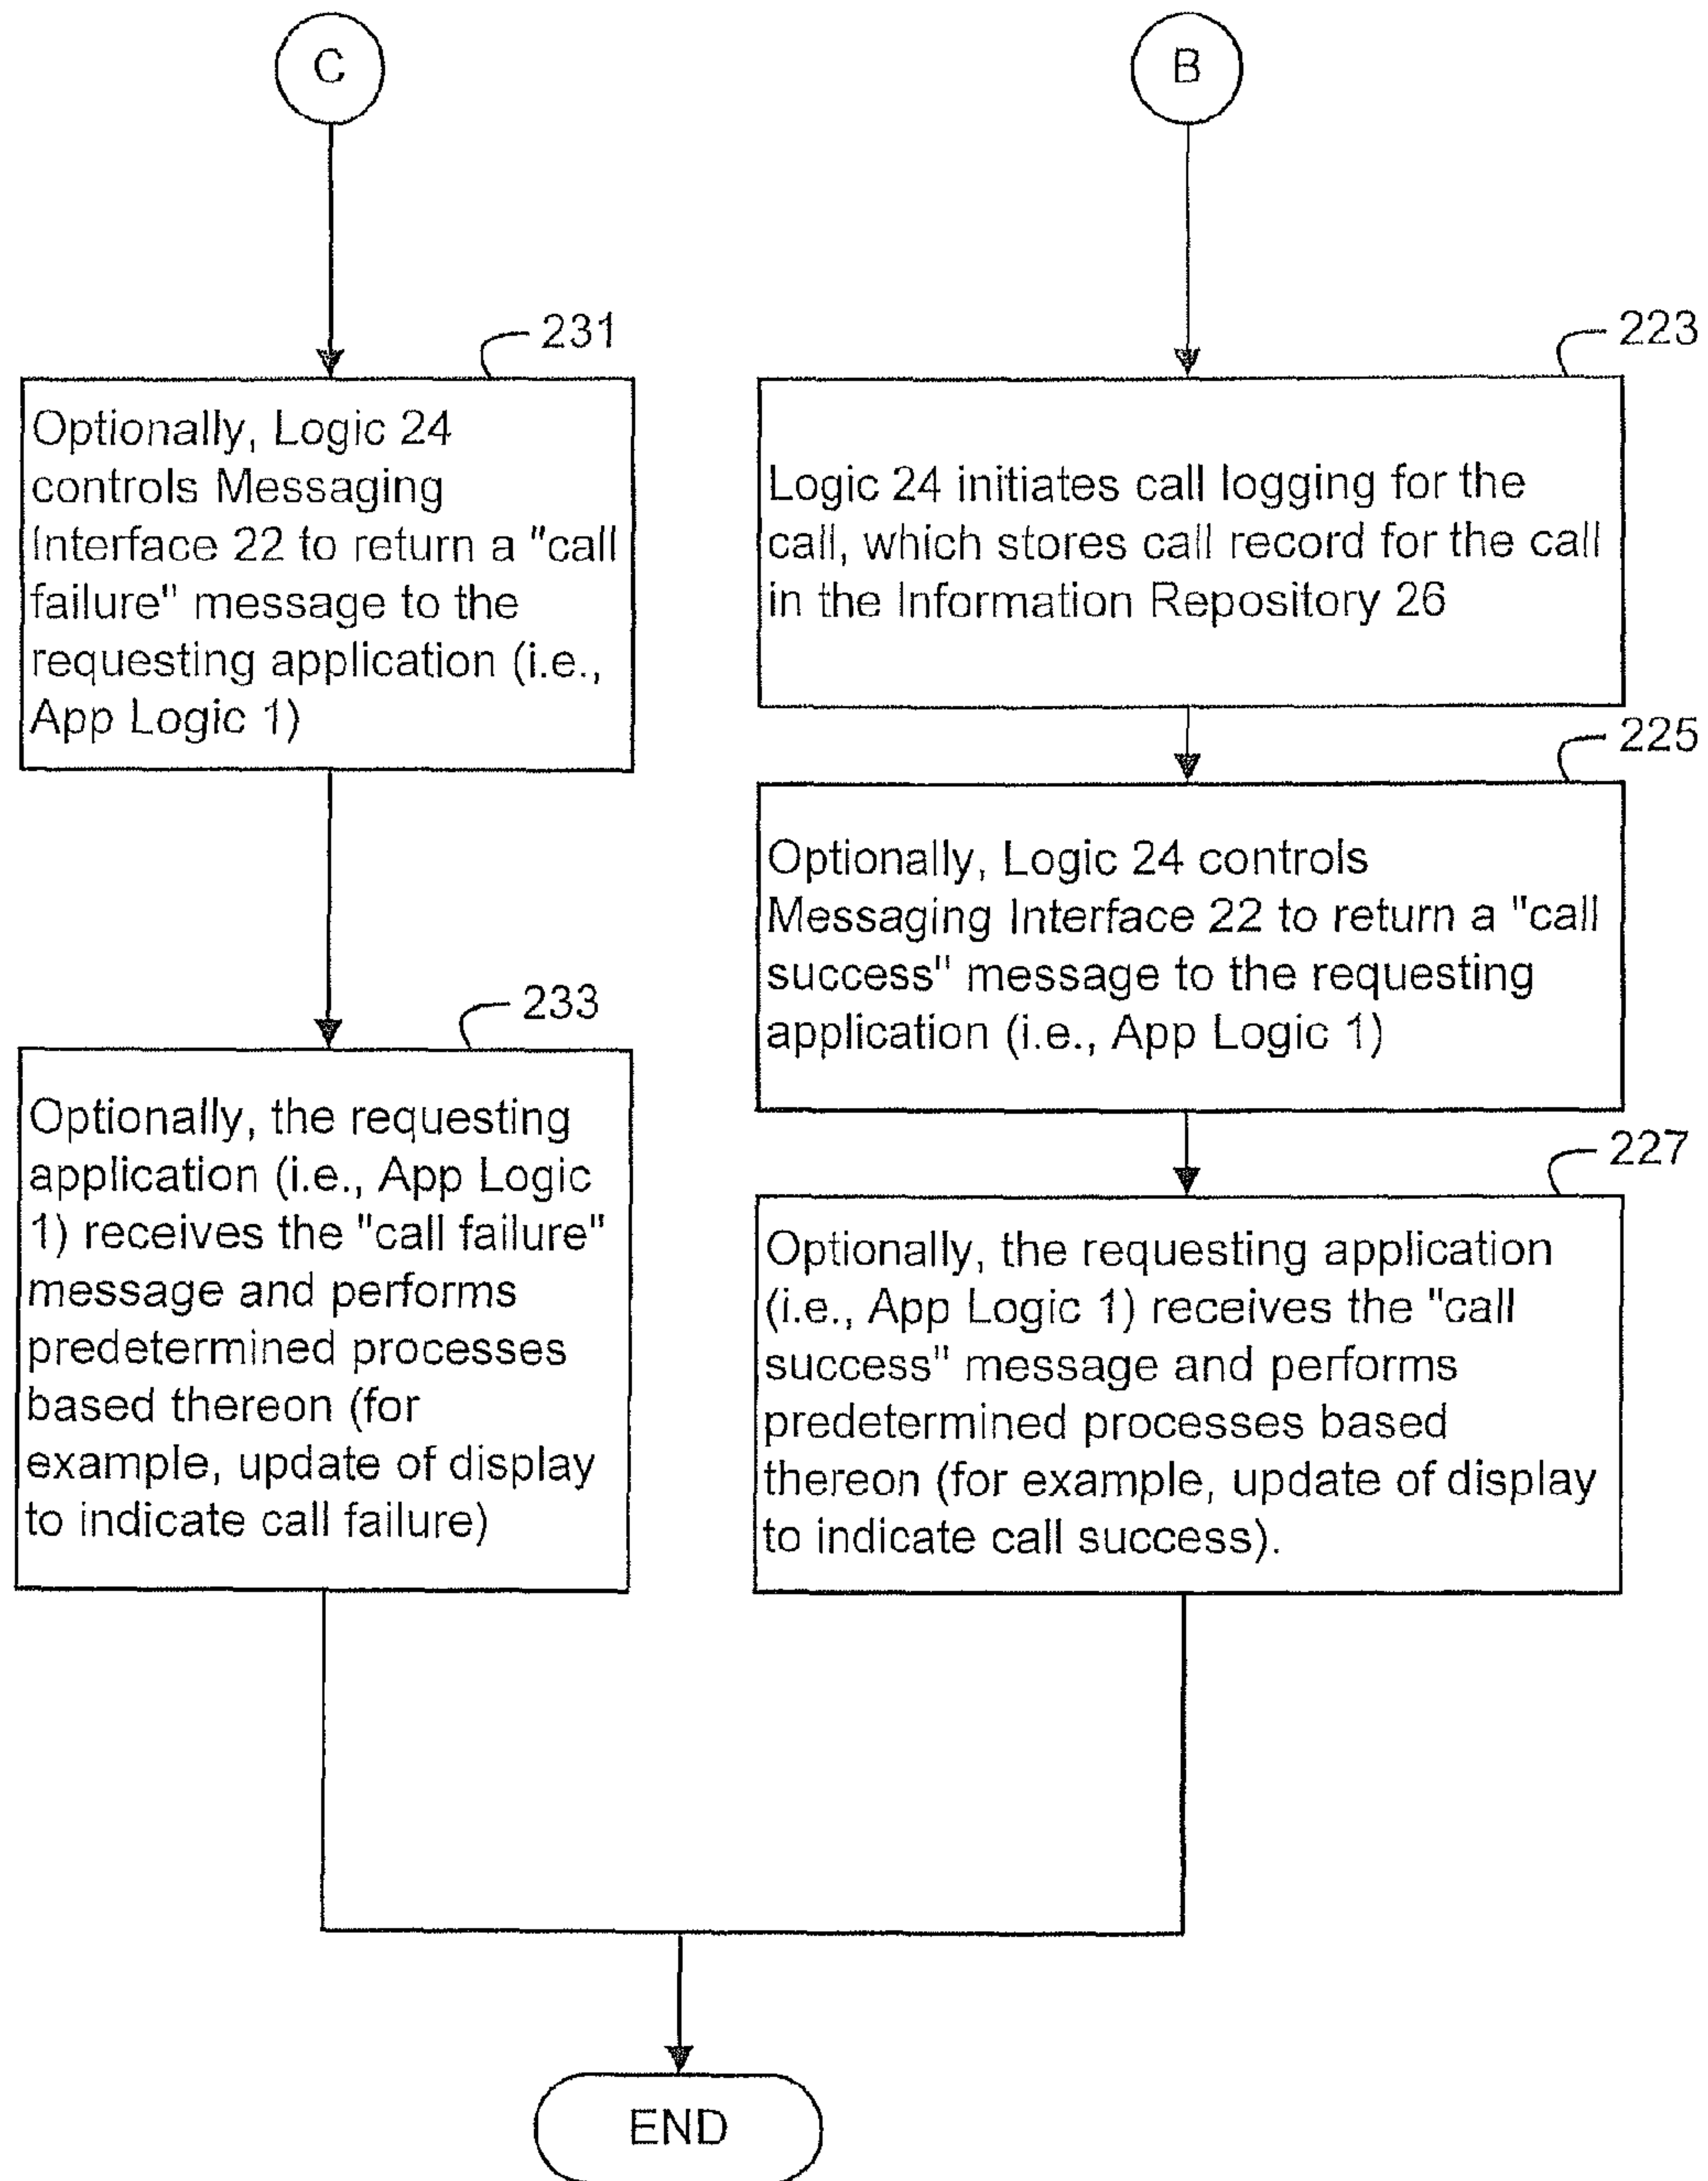 C
231
Optionally, Logic 24
controls Messaging
Interface 22 to return a "call
failure" message to the
requesting application (i.e.,
App Logic 1)
233
Optionally, the requesting
application (i.e., App Logic
1) receives the "call failure"
message and performs
predetermined processes
based thereon (for
example, update of display
to indicate call failure)
B
223
Logic 24 initiates call logging for the
call, which stores call record for the call
in the Information Repository 26
225
Optionally, Logic 24 controls
Messaging Interface 22 to return a "call
success" message to the requesting
application (i.e., App Logic 1)
227
Optionally, the requesting application
(i.e., App Logic 1) receives the "call
success" message and performs
predetermined processes based
thereon (for example, update of display
to indicate call success).
END